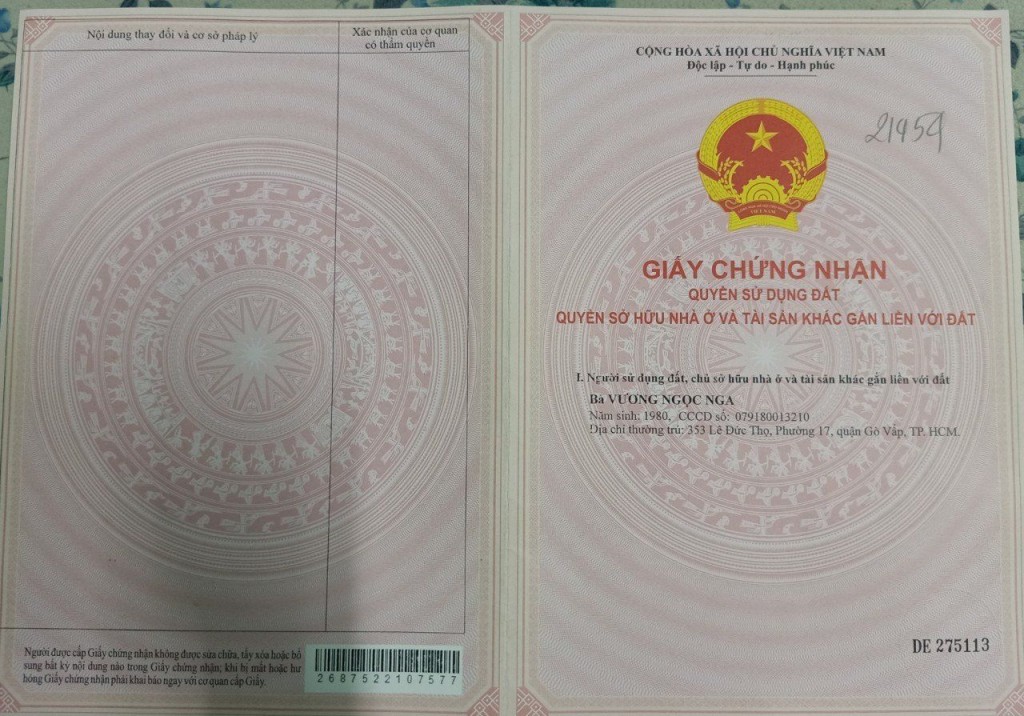 Nội dung thay đổi và cơ sở pháp lý
Xác nhận của cơ quan
có thẩm quyền
Người được cấp Giấy chứng nhận không được sửa chữa, tẩy xóa hoặc bổ
sung bất kỳ nội dung nào trong Giấy chứng nhận; khi bị mất hoặc hư
hỏng Giấy chứng nhận phải khai báo ngay với cơ quan cấp Giấy.
2687522107577
CỘNG HÒA XÃ HỘI CHỦ NGHĨA VIỆT NAM
Độc lập - Tự do - Hạnh phúc
21959
VIỆT NAM
GIẤY CHỨNG NHẬN
QUYỀN SỬ DỤNG ĐẤT
QUYỀN SỞ HỮU NHÀ Ở VÀ TÀI SẢN KHÁC GẮN LIỀN VỚI ĐẤT
I. Người sử dụng đất, chủ sở hữu nhà ở và tài sản khác gắn liền với đất
Bà VƯƠNG NGỌC NGA
Năm sinh: 1980, CCCD số: 079180013210
Địa chỉ thường trú: 353 Lê Đức Thọ, Phường 17, quận Gò Vấp, TP. HCM.
DE 275113